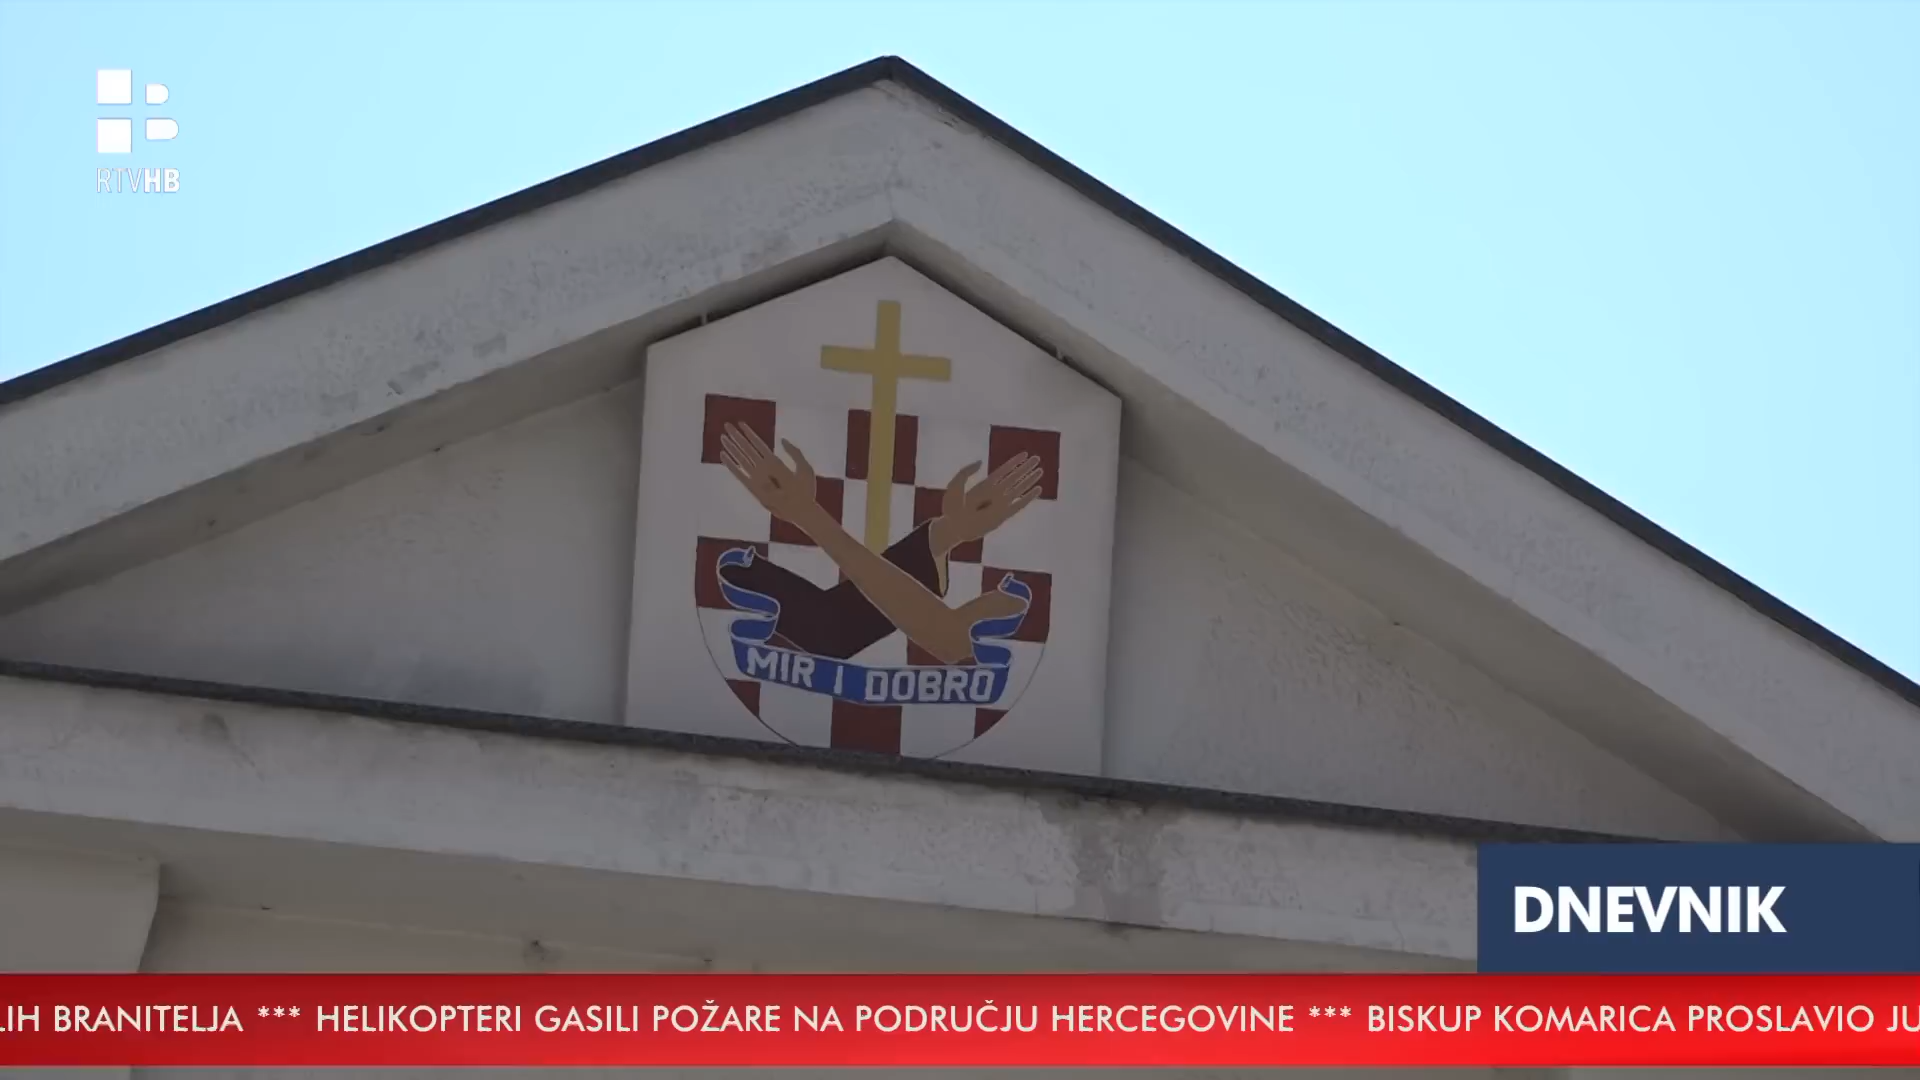 RTVHB
MIR I DOBRO
DNEVNIK
LIH BRANITELJA *** HELIKOPTERI GASILI POŽARE NA PODRUČJU HERCEGOVINE *** BISKUP KOMARICA PROSLAVIO JU